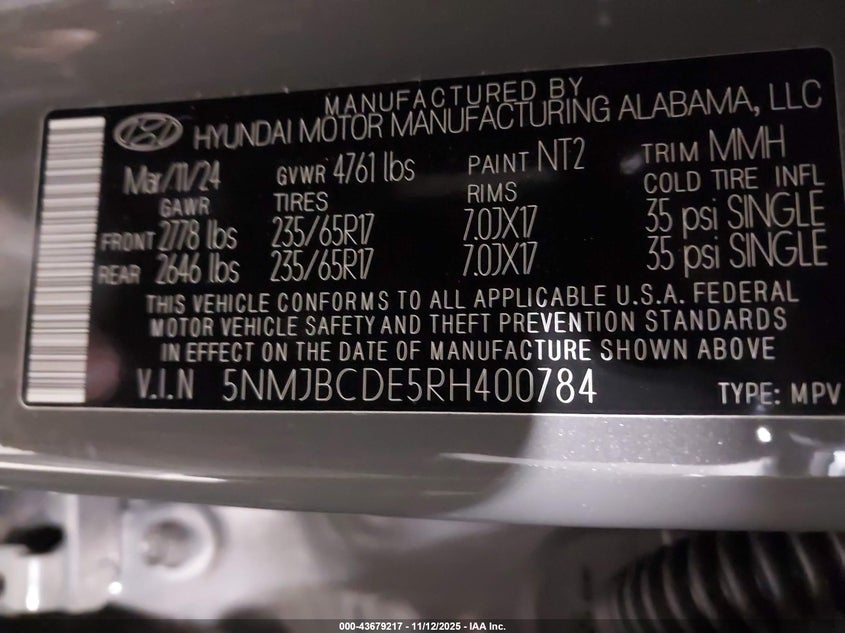 MANUFACTURED BY
HYUNDAI MOTOR MANUFACTURING ALABAMA, LLC
Mar/11/24 GVWR 4761 lbs PAINT NT2 TRIM MMH
GAWR TIRES RIMS COLD TIRE INFL
FRONT 2778 lbs 235/65R17 7.0JX17 35 psi SINGLE
REAR 2646 lbs 235/65R17 7.0JX17 35 psi SINGLE
THIS VEHICLE CONFORMS TO ALL APPLICABLE U.S.A. FEDERAL
MOTOR VEHICLE SAFETY AND THEFT PREVENTION STANDARDS
IN EFFECT ON THE DATE OF MANUFACTURE SHOWN ABOVE
V.I.N 5NMJBCDE5RH400784 TYPE: MPV
000-43679217 - 11/12/2025 - IAA Inc.